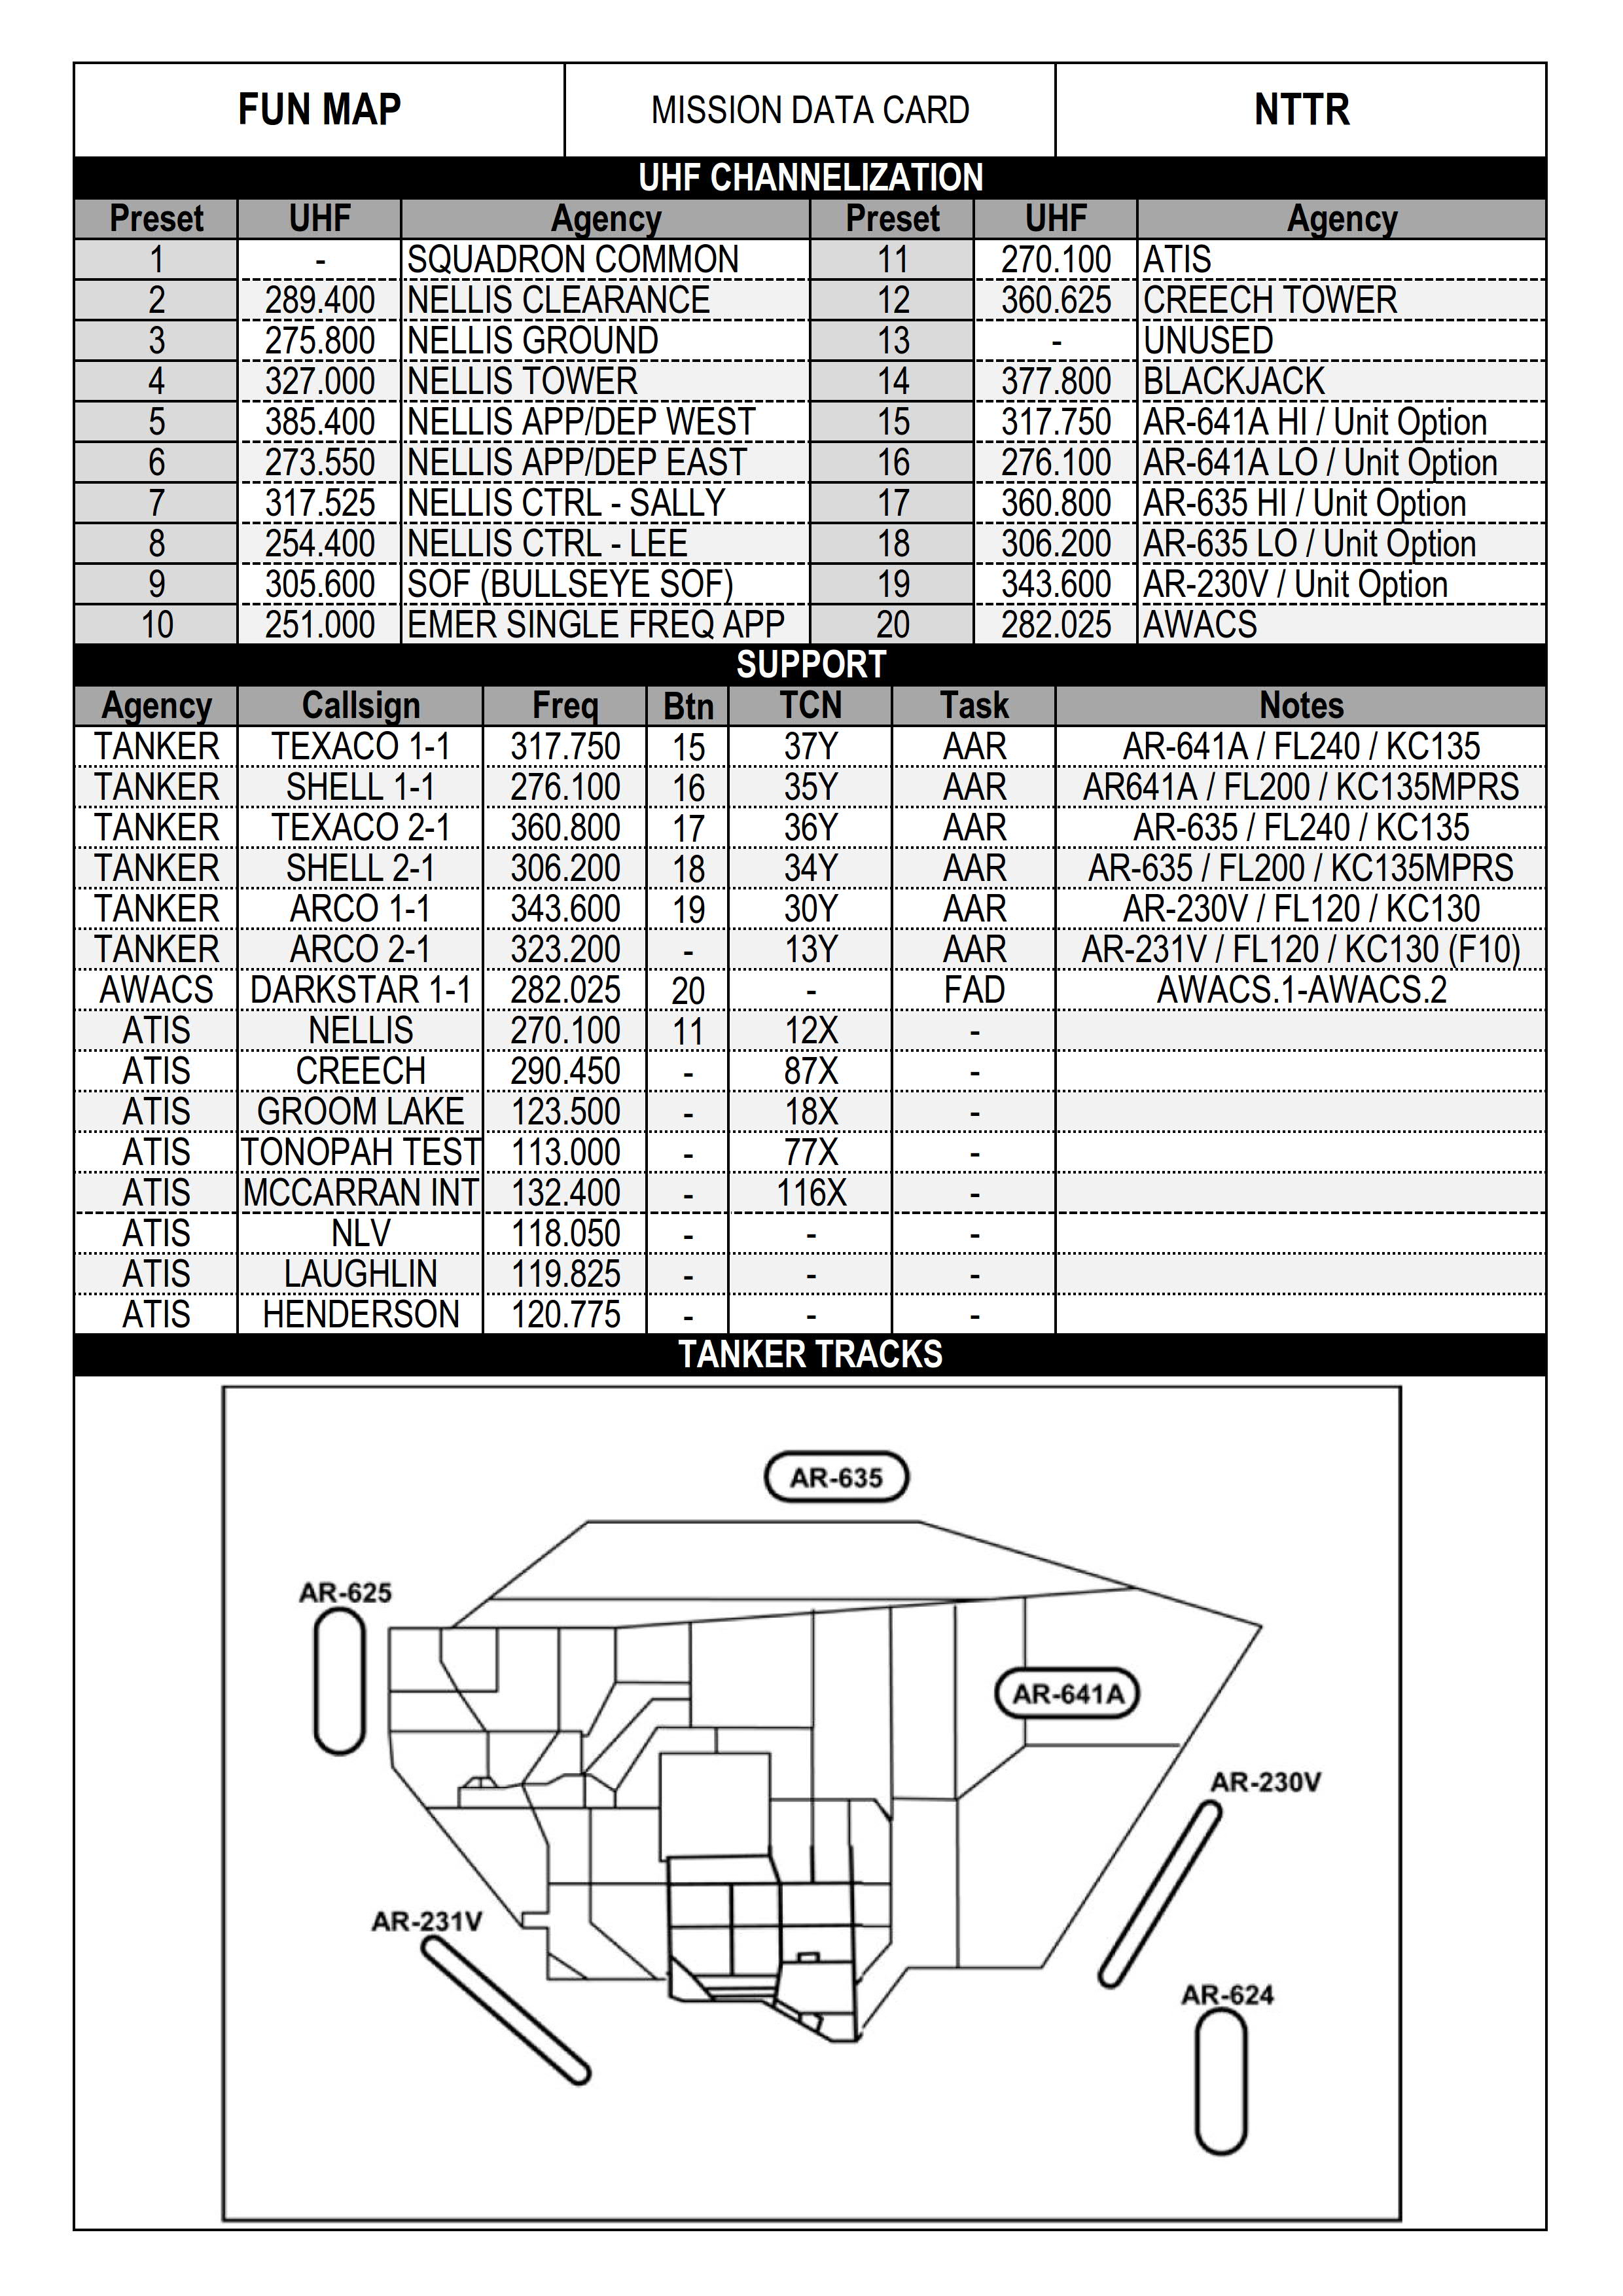 FUN MAP MISSION DATA CARD NTTR
UHF CHANNELIZATION
Preset UHF Agency Preset UHF Agency
1 - SQUADRON COMMON 11 270.100 ATIS
2 289.400 NELLIS CLEARANCE 12 360.625 CREECH TOWER
3 275.800 NELLIS GROUND 13 - UNUSED
4 327.000 NELLIS TOWER 14 377.800 BLACKJACK
5 385.400 NELLIS APP/DEP WEST 15 317.750 AR-641A HI / Unit Option
6 273.550 NELLIS APP/DEP EAST 16 276.100 AR-641A LO / Unit Option
7 317.525 NELLIS CTRL - SALLY 17 360.800 AR-635 HI / Unit Option
8 254.400 NELLIS CTRL - LEE 18 306.200 AR-635 LO / Unit Option
9 305.600 SOF (BULLSEYE SOF) 19 343.600 AR-230V / Unit Option
10 251.000 EMER SINGLE FREQ APP 20 282.025 AWACS
SUPPORT
Agency Callsign Freq Btn TCN Task Notes
TANKER TEXACO 1-1 317.750 15 37Y AAR AR-641A / FL240 / KC135
TANKER SHELL 1-1 276.100 16 35Y AAR AR641A / FL200 / KC135MPRS
TANKER TEXACO 2-1 360.800 17 36Y AAR AR-635 / FL240 / KC135
TANKER SHELL 2-1 306.200 18 34Y AAR AR-635 / FL200 / KC135MPRS
TANKER ARCO 1-1 343.600 19 30Y AAR AR-230V / FL120 / KC130
TANKER ARCO 2-1 323.200 - 13Y AAR AR-231V / FL120 / KC130 (F10)
AWACS DARKSTAR 1-1 282.025 20 - FAD AWACS.1-AWACS.2
ATIS NELLIS 270.100 11 12X -
ATIS CREECH 290.450 - 87X -
ATIS GROOM LAKE 123.500 - 18X -
ATIS TONOPAH TEST 113.000 - 77X -
ATIS MCCARRAN INT 132.400 - 116X -
ATIS NLV 118.050 - - -
ATIS LAUGHLIN 119.825 - - -
ATIS HENDERSON 120.775 - - -
TANKER TRACKS
AR-635
AR-625
AR-641A
AR-230V
AR-231V
AR-624